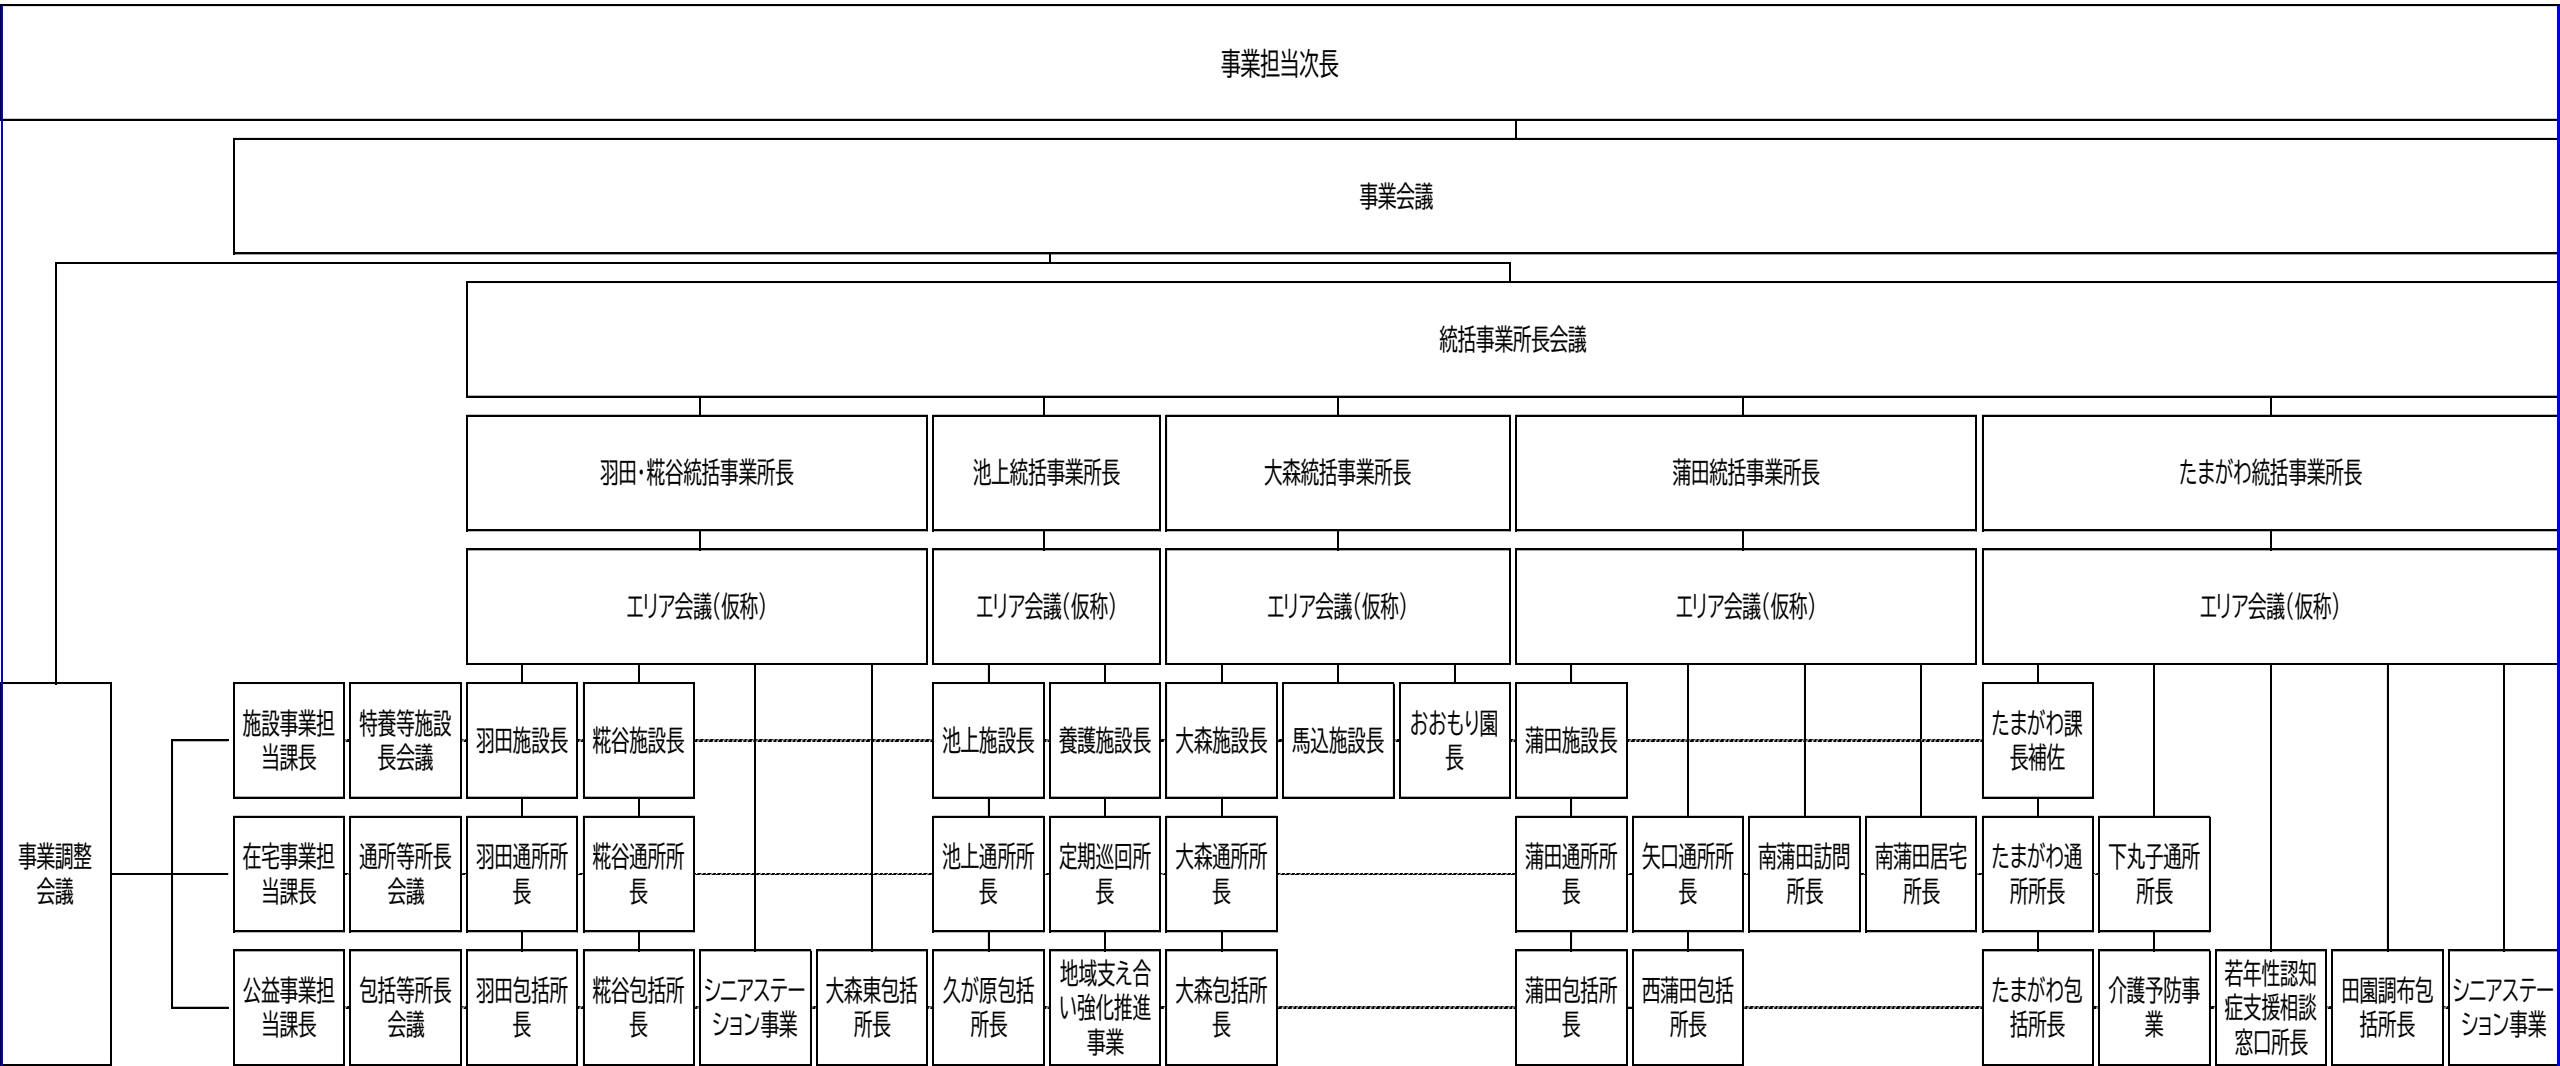 事業担当次長
事業会議
統括事業所長会議
羽田・糀谷統括事業所長
池上統括事業所長
大森統括事業所長
蒲田統括事業所長
たまがわ統括事業所長
エリア会議(仮称)
エリア会議(仮称)
エリア会議(仮称)
エリア会議(仮称)
エリア会議(仮称)
事業調整
会議
施設事業担
当課長
特養等施設
長会議
羽田施設長
糀谷施設長
池上施設長
養護施設長
大森施設長
馬込施設長
おおもり園
長
蒲田施設長
たまがわ課
長補佐
在宅事業担
当課長
通所等所長
会議
羽田通所所
長
糀谷通所所
長
池上通所所
長
定期巡回所
長
大森通所所
長
蒲田通所所
長
矢口通所所
長
南蒲田訪問
所長
南蒲田居宅
所長
たまがわ通
所所長
下丸子通所
所長
公益事業担
当課長
包括等所長
会議
羽田包括所
長
糀谷包括所
長
シニアステー
ション事業
大森東包括
所長
久が原包括
所長
地域支え合
い強化推進
事業
大森包括所
長
蒲田包括所
長
西蒲田包括
所長
たまがわ包
括所長
介護予防事
業
若年性認知
症支援相談
窓口所長
田園調布包
括所長
シニアステー
ション事業